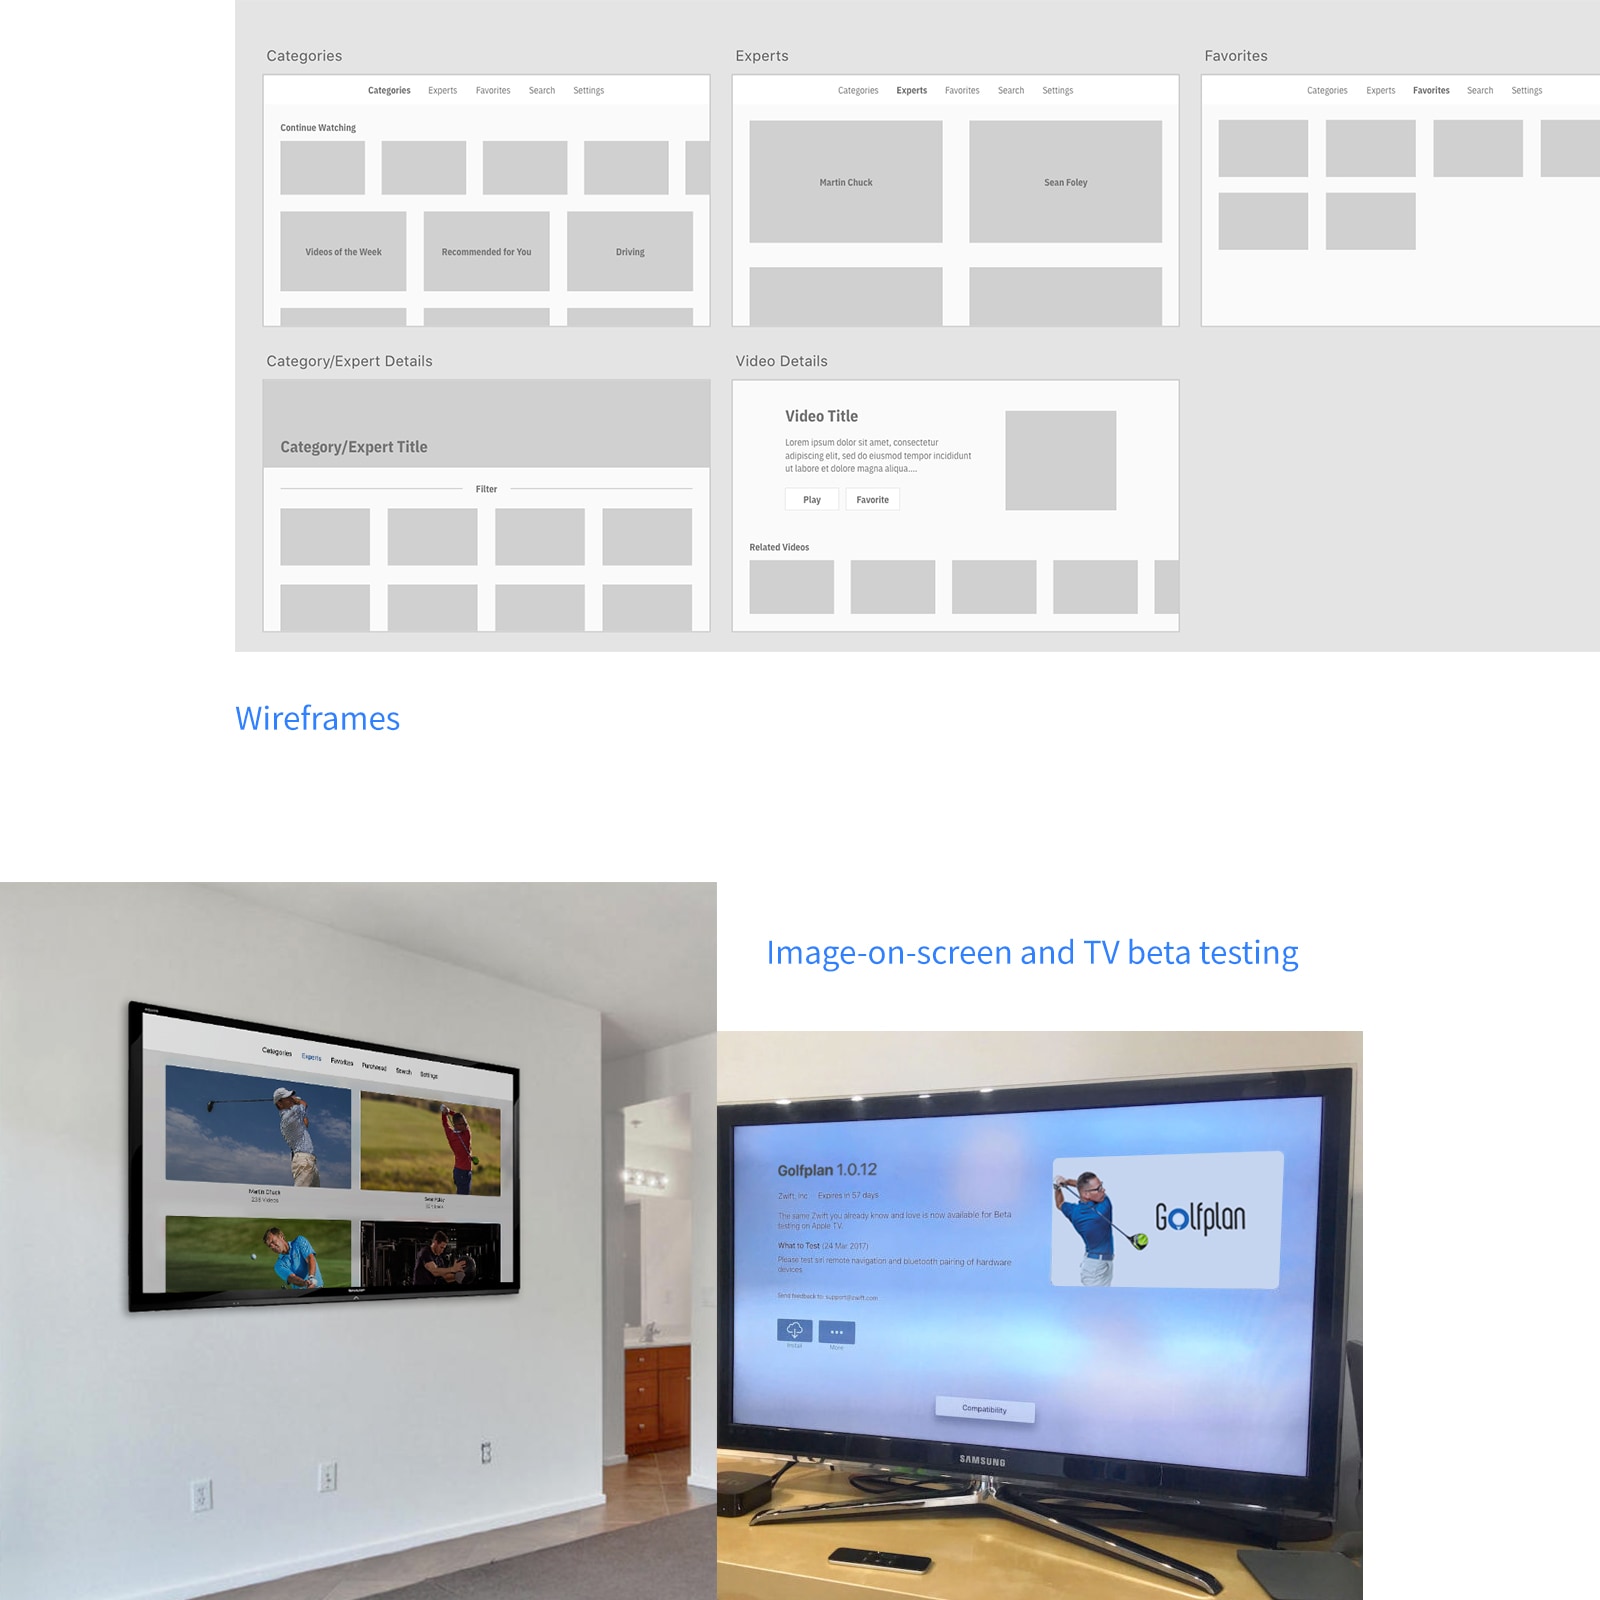 Categories
Categories Experts Favorites Search Settings
Continue Watching
Videos of the Week
Recommended for You
Driving
Experts
Categories Experts Favorites Search Settings
Martin Chuck
Sean Foley
Favorites
Categories Experts Favorites Search Settings
Category/Expert Details
Category/Expert Title
Filter
Video Details
Video Title
Lorem ipsum dolor sit amet, consectetur
adipiscing elit, sed do eiusmod tempor incididunt
ut labore et dolore magna aliqua....
Play
Favorite
Related Videos
Wireframes
Categories Experts Favorites Purchased Search Settings
Martin Chuck
238 Videos
Sean Foley
Image-on-screen and TV beta testing
Golfplan 1.0.12
Zwift, Inc. Expires in 57 days
The same Zwift you already know and love is now available for Beta
testing on Apple TV.
What to Test (24 Mar 2017)
Please test siri remote navigation and bluetooth pairing of hardware
devices.
Send feedback to: support@zwift.com
Install
More
Compatibility
Golfplan
SAMSUNG